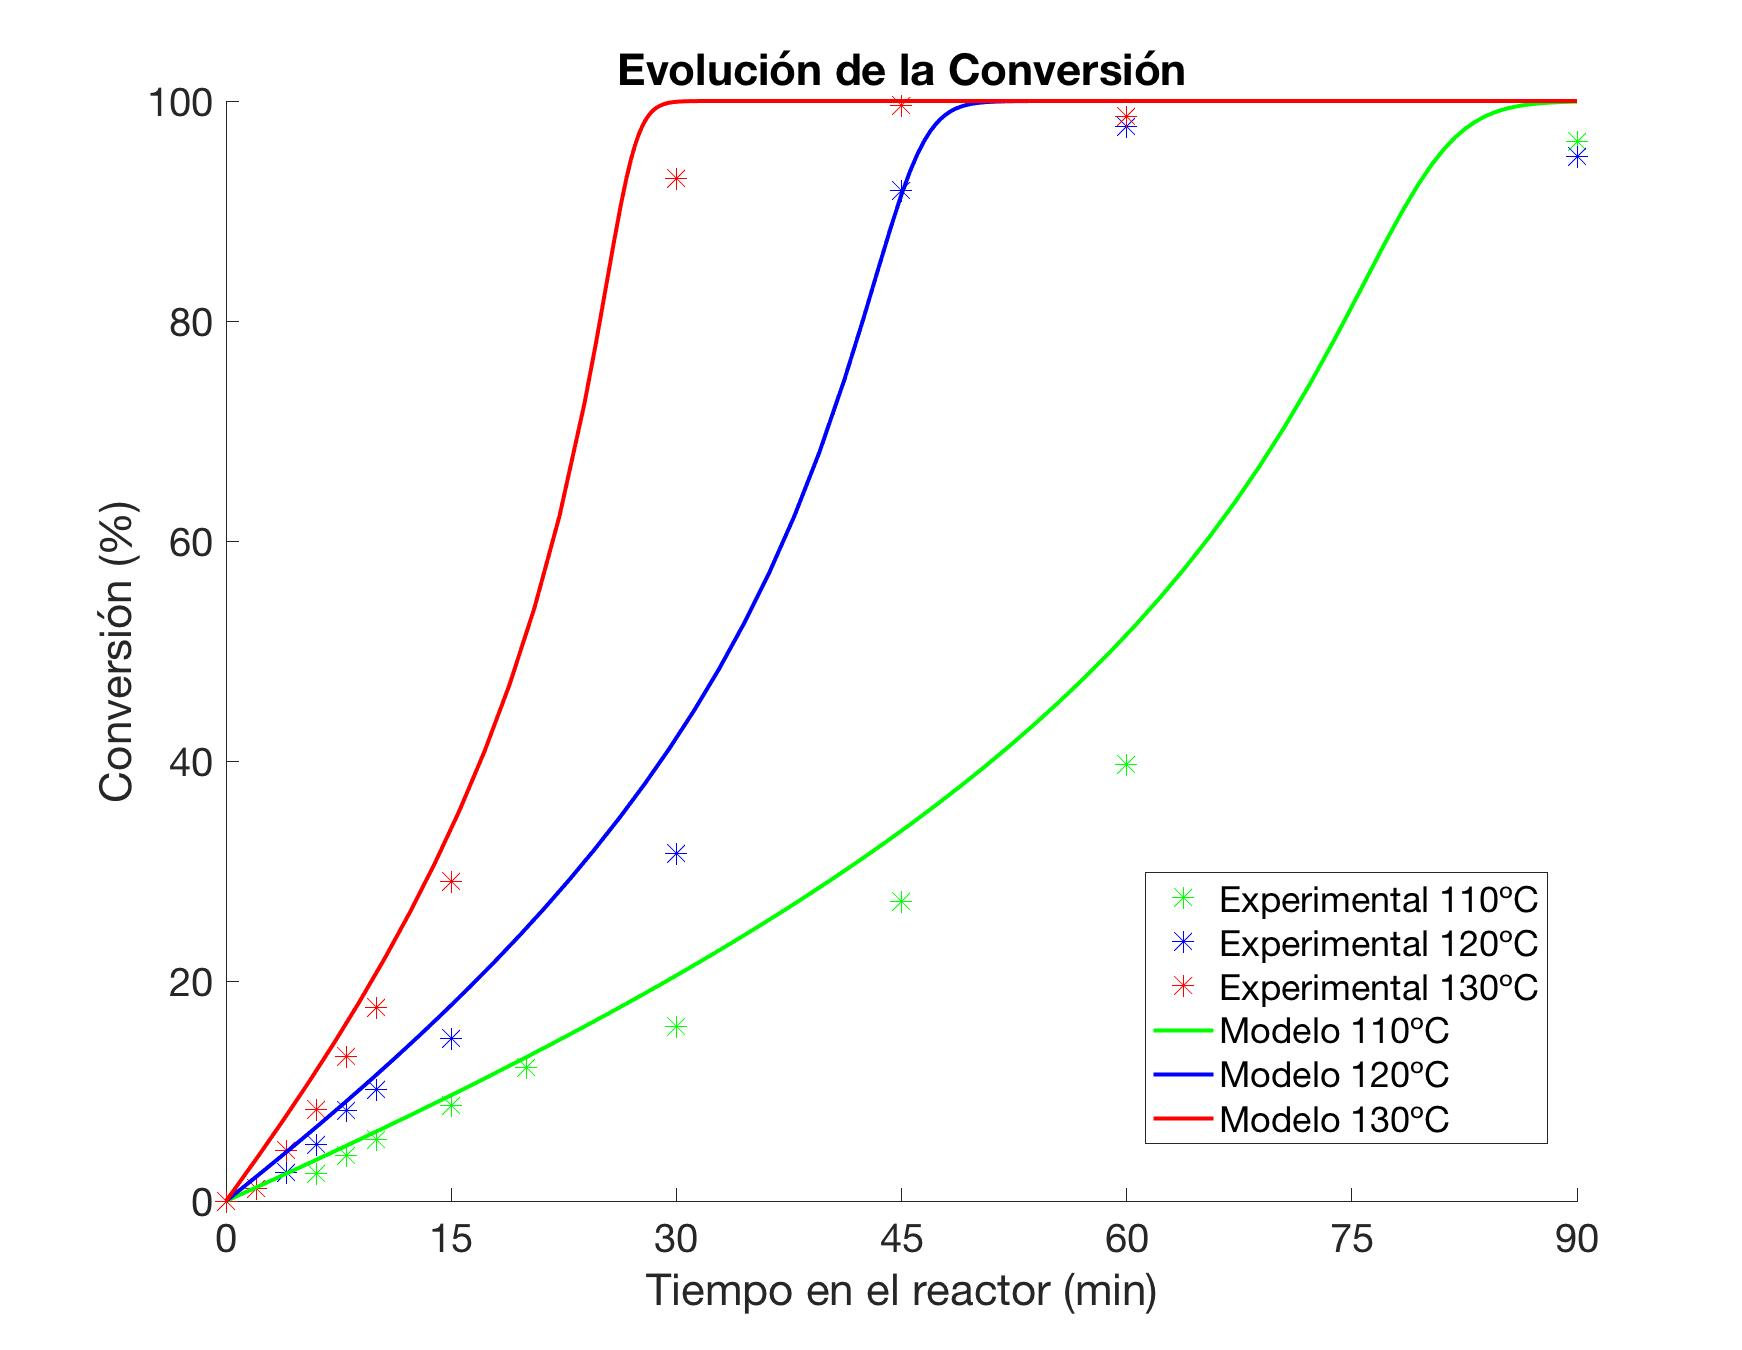 Evolución de la Conversión
100
80
60
40
20
0
Conversión (%)
0 15 30 45 60 75 90
Tiempo en el reactor (min)
Experimental 110ºC
Experimental 120ºC
Experimental 130ºC
Modelo 110ºC
Modelo 120ºC
Modelo 130ºC